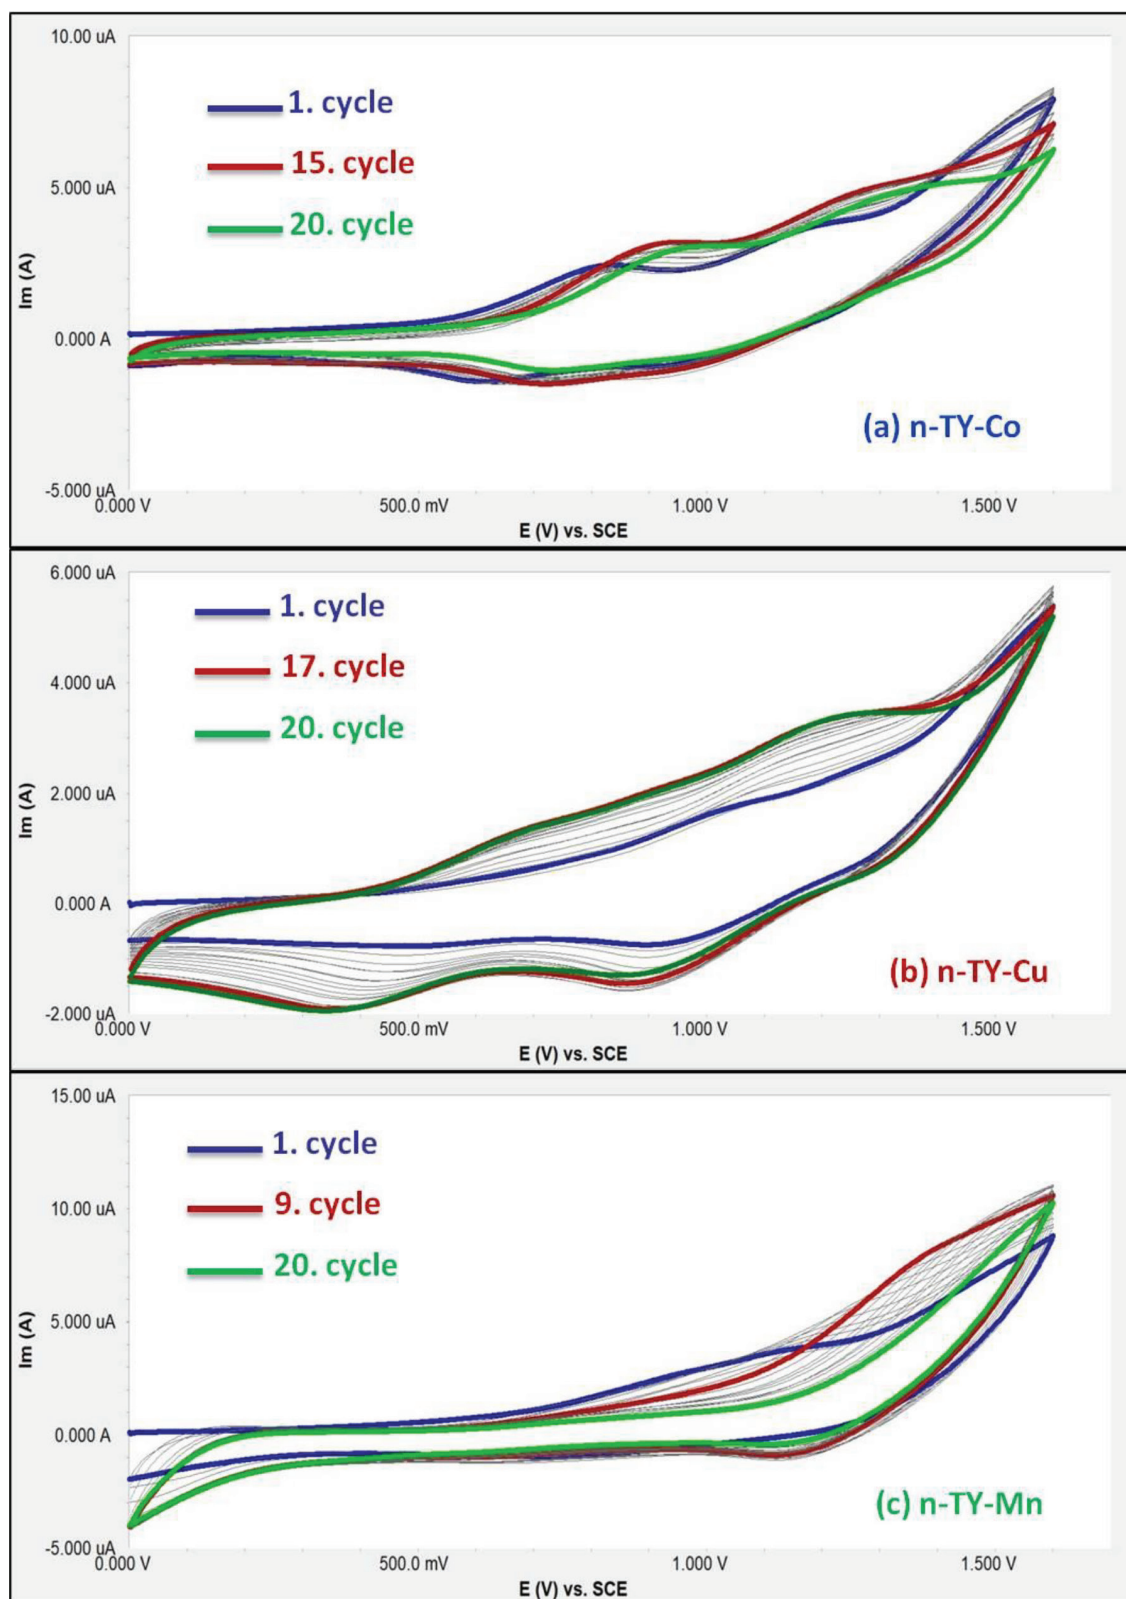 10.00 uA
1. cycle
15. cycle
5.000 uA
20. cycle
Im (A)
0.000 A
(a) n-TY-Co
-5.000 uA
0.000 V
500.0 mV
1.000 V
1.500 V
E (V) vs. SCE
6.000 uA
1. cycle
4.000 uA
17. cycle
20. cycle
2.000 uA
Im (A)
0.000 A
(b) n-TY-Cu
-2.000 uA
0.000 V
500.0 mV
1.000 V
1.500 V
E (V) vs. SCE
15.00 uA
1. cycle
10.00 uA
9. cycle
20. cycle
5.000 uA
Im (A)
0.000 A
(c) n-TY-Mn
-5.000 uA
0.000 V
500.0 mV
1.000 V
1.500 V
E (V) vs. SCE